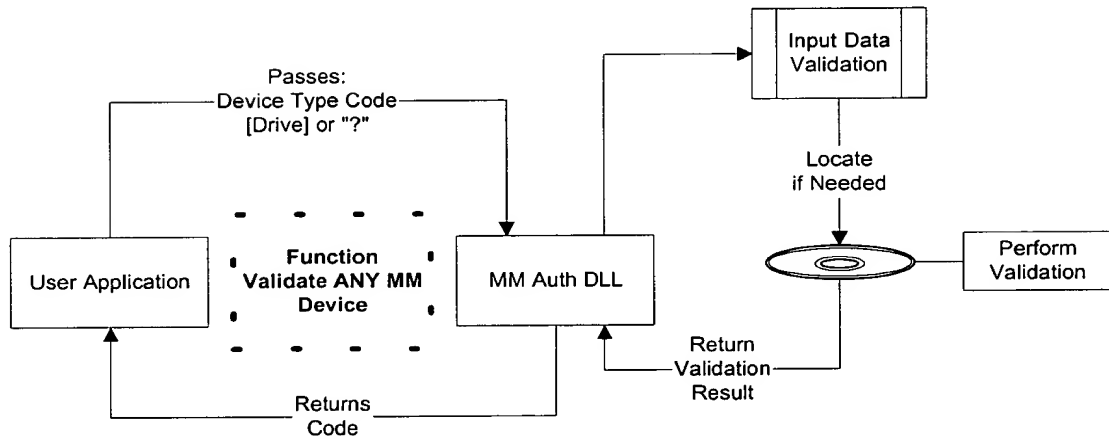 Passes:
Device Type Code
[Drive] or "?"
Input Data
Validation
Locate
if Needed
User Application
Function
Validate ANY MM
Device
MM Auth DLL
Perform
Validation
Return
Validation
Result
Returns
Code